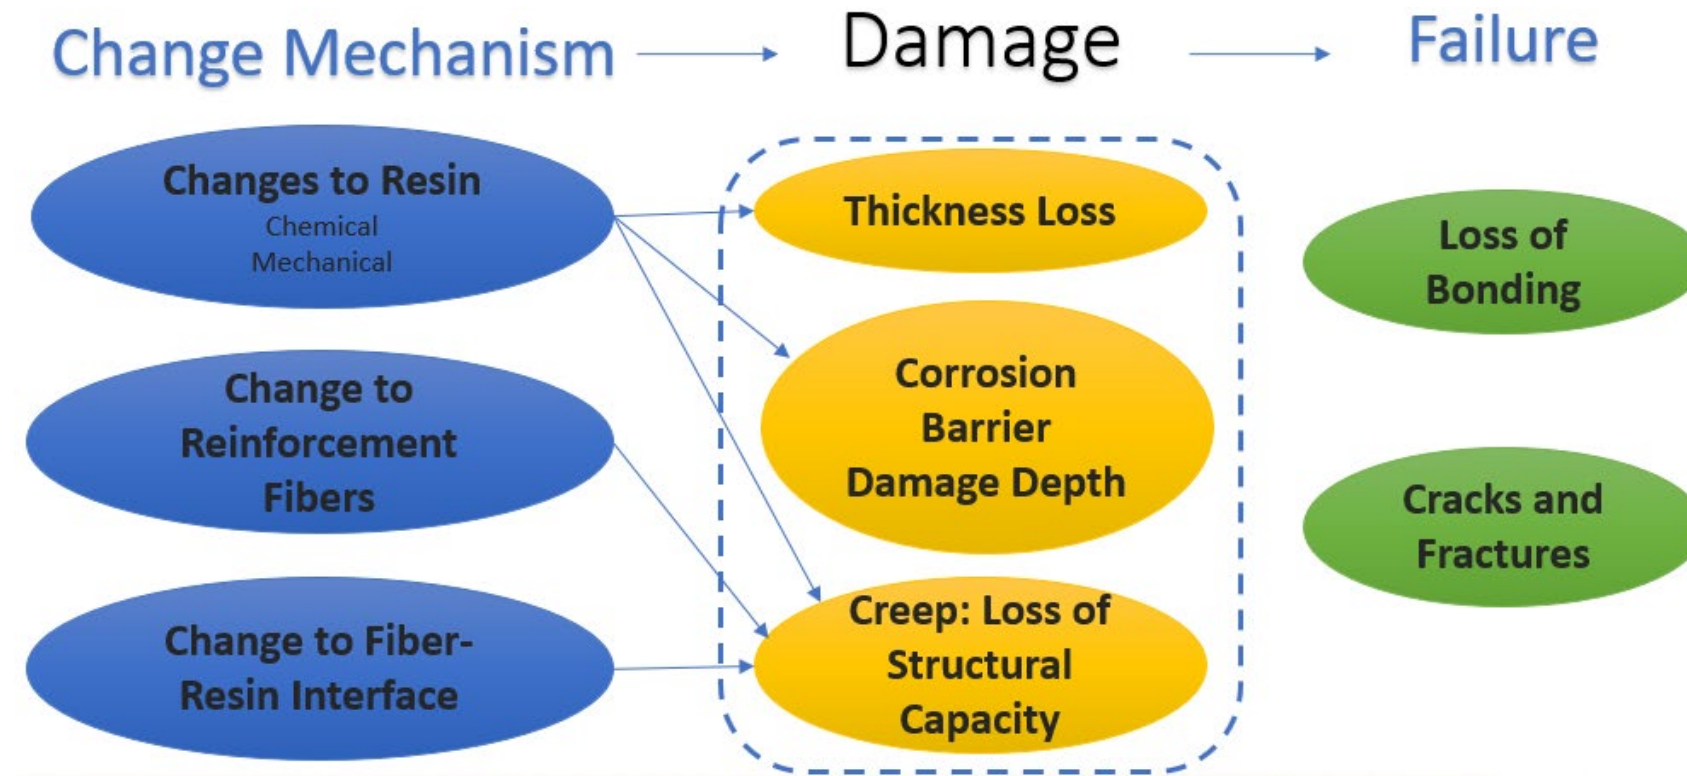 Change Mechanism
Damage
Failure
Changes to Resin
Chemical
Mechanical
Change to
Reinforcement
Fibers
Change to Fiber-
Resin Interface
Thickness Loss
Corrosion
Barrier
Damage Depth
Creep: Loss of
Structural
Capacity
Loss of
Bonding
Cracks and
Fractures